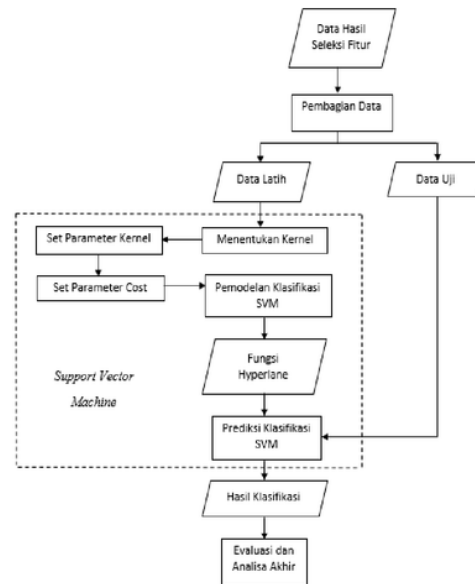 Data Hasil
Seleksi Fitur
Pembagian Data
Data Latih
Data Uji
Set Parameter Kernel
Menentukan Kernel
Set Parameter Cost
Pemodelan Klasifikasi
SVM
Fungsi
Hyperlane
Support Vector
Machine
Prediksi Klasifikasi
SVM
Hasil Klasifikasi
Evaluasi dan
Analisa Akhir